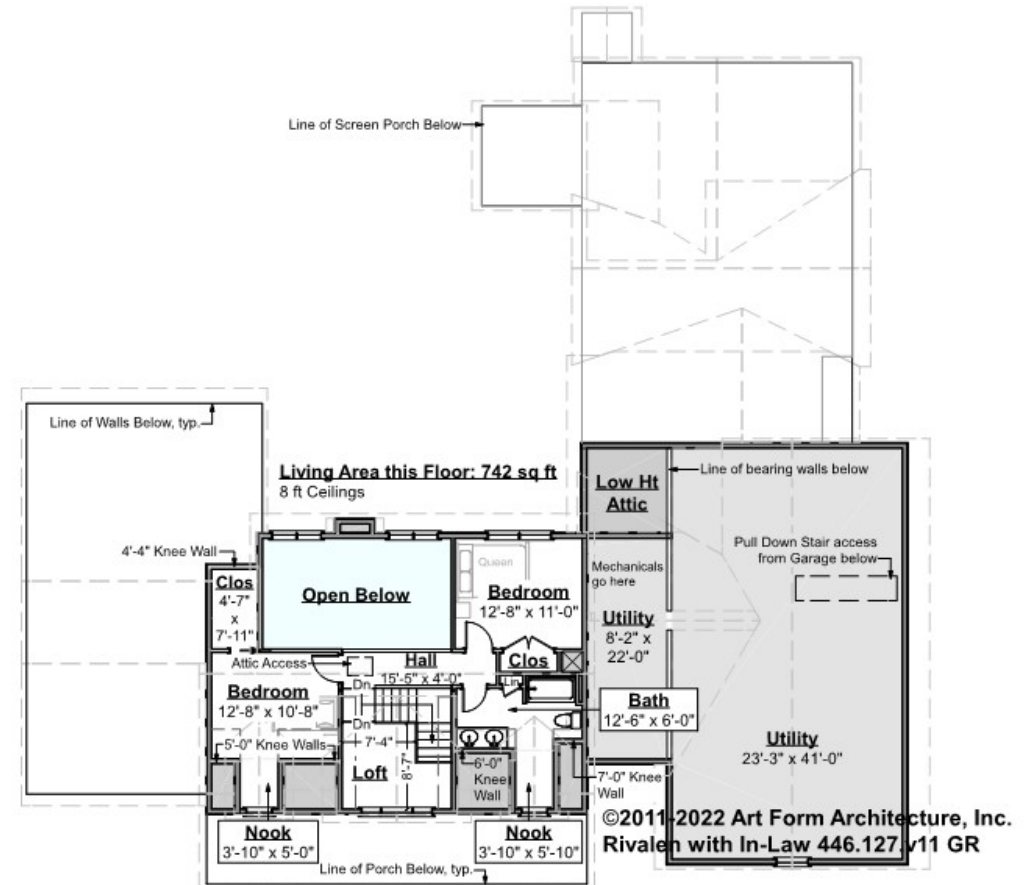 Line of Screen Porch Below
Line of Walls Below, typ.
Living Area this Floor: 742 sq ft
8 ft Ceilings
Low Ht
Attic
Line of bearing walls below
Pull Down Stair access
from Garage below
4'-4" Knee Wall
Clos
4'-7"
x
7'-11"
Open Below
Queen
Bedroom
12'-8" x 11'-0"
Mechanicals
go here
Utility
8'-2" x
22'-0"
Attic Access
Hall
15'-5" x 4'-0"
Clos
Lin
Dn
Bedroom
12'-8" x 10'-8"
Bath
12'-6" x 6'-0"
Dn
7'-4"
5'-0" Knee Walls
Loft
8'-7"
6'-0"
Knee
Wall
7'-0" Knee
Wall
Utility
23'-3" x 41'-0"
Nook
3'-10" x 5'-0"
Nook
3'-10" x 5'-10"
Line of Porch Below, typ.
©2011-2022 Art Form Architecture, Inc.
Rivalen with In-Law 446.127.v11 GR